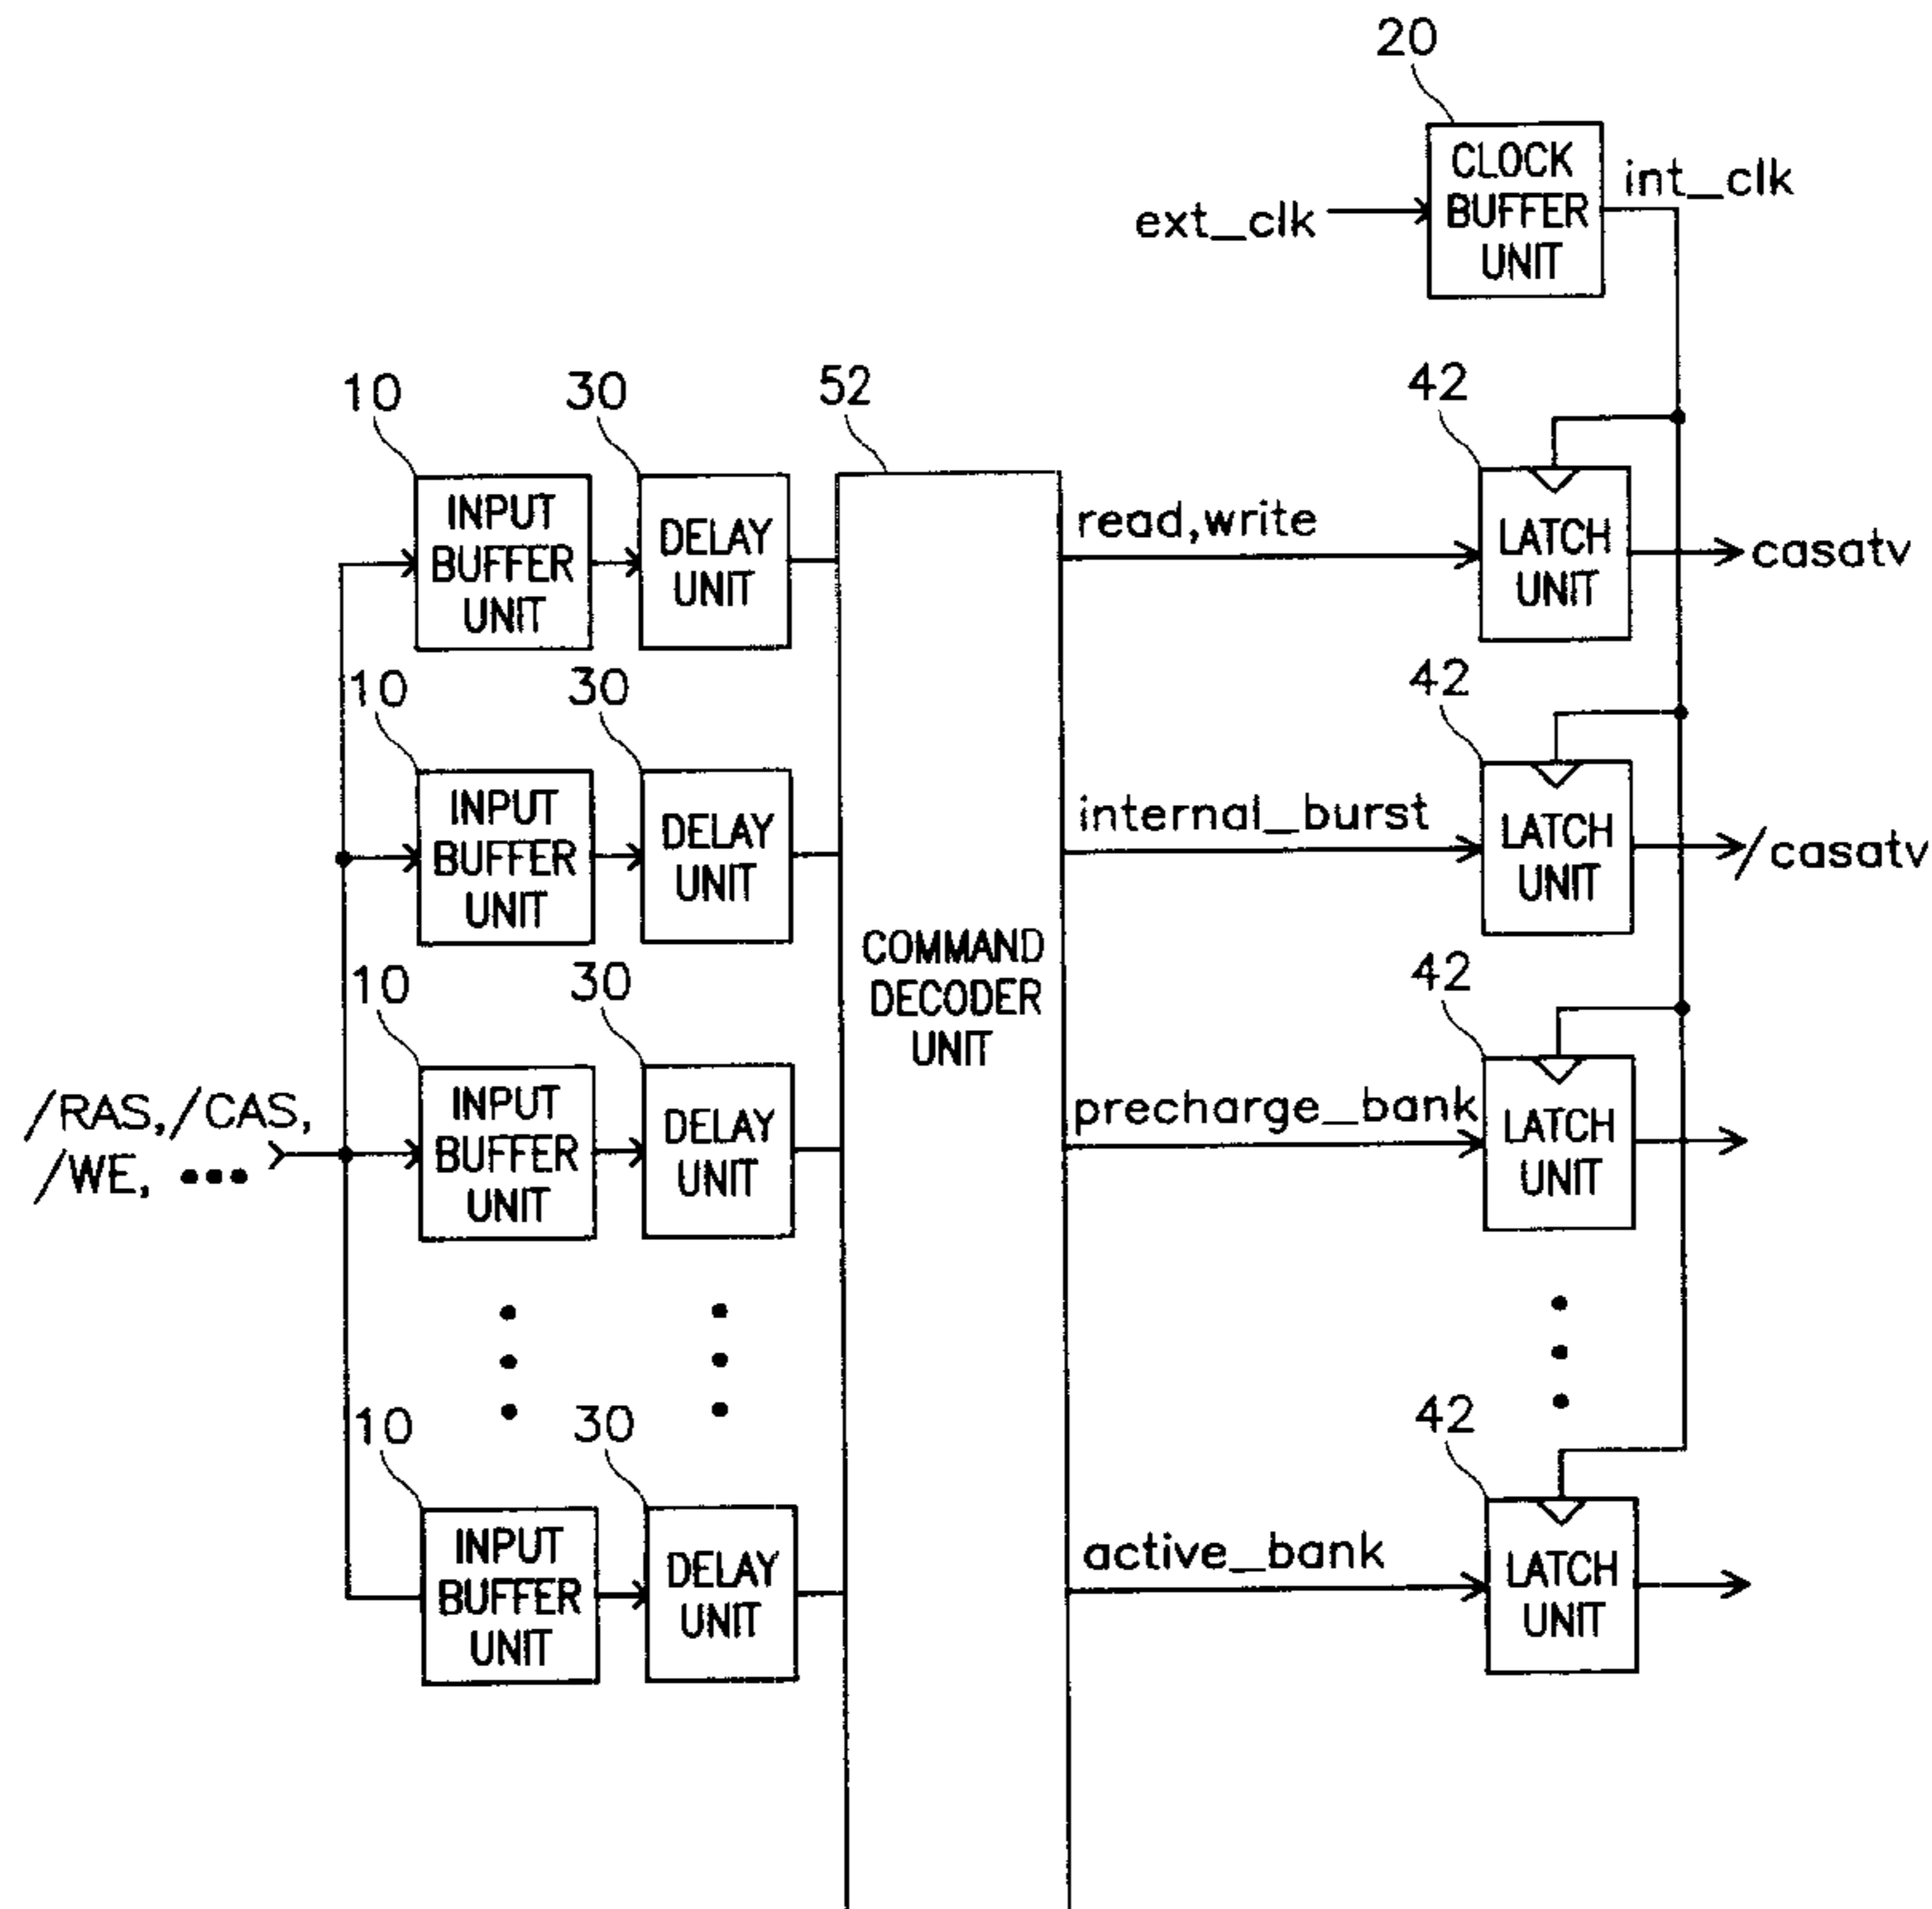 20
CLOCK
BUFFER
UNIT
int_clk
ext_clk
10
30
52
42
INPUT
BUFFER
UNIT
DELAY
UNIT
read,write
LATCH
UNIT
casatv
10
30
42
INPUT
BUFFER
UNIT
DELAY
UNIT
internal_burst
LATCH
UNIT
/casatv
COMMAND
DECODER
UNIT
10
30
42
/RAS,/CAS,
/WE, •••
INPUT
BUFFER
UNIT
DELAY
UNIT
precharge_bank
LATCH
UNIT
10
30
42
INPUT
BUFFER
UNIT
DELAY
UNIT
active_bank
LATCH
UNIT